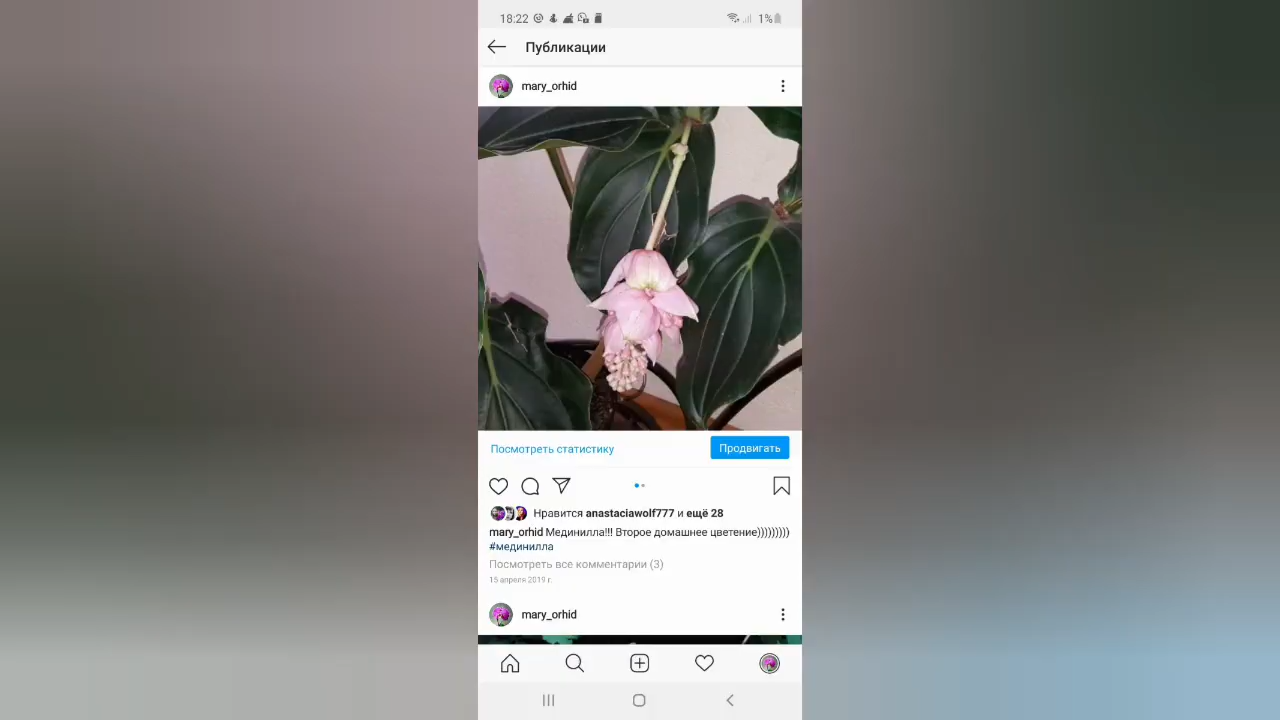 18:22 1%
Публикации
mary_orhid
Посмотреть статистику Продвигать
Нравится anastaciawolf777 и ещё 28
mary_orhid Мединилла!!! Второе домашнее цветение)))))))))
#мединилла
Посмотреть все комментарии (3)
15 апреля 2019 г.
mary_orhid